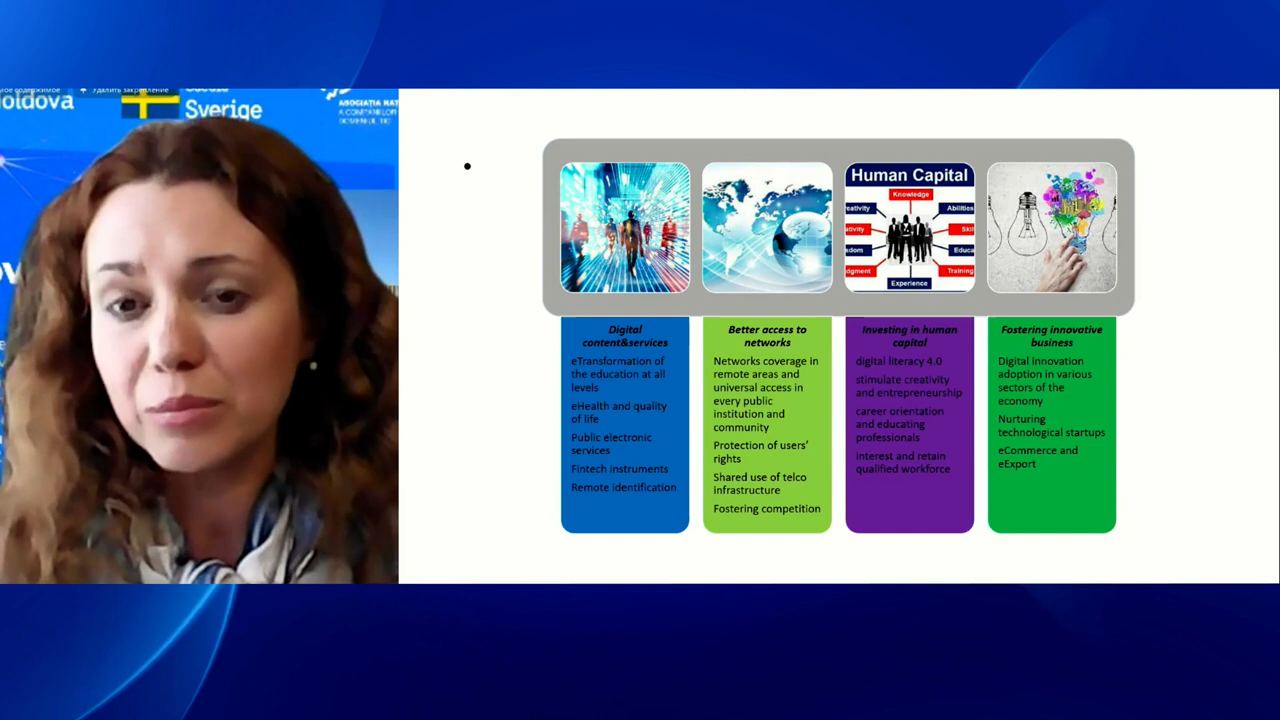 Удалить закрепление
oldova
Sverige
ASOCIAȚIA NAȚ
A COMPANIILOR
DOMENIUL TIC
Human Capital
Knowledge
eativity
Abilities
ativity
Skil
sdom
Educa
dgment
Training
Experience
Digital
content&services
eTransformation of
the education at all
levels
eHealth and quality
of life
Public electronic
services
Fintech instruments
Remote identification
Better access to
networks
Networks coverage in
remote areas and
universal access in
every public
institution and
community
Protection of users'
rights
Shared use of telco
infrastructure
Fostering competition
Investing in human
capital
digital literacy 4.0
stimulate creativity
and entrepreneurship
career orientation
and educating
professionals
interest and retain
qualified workforce
Fostering innovative
business
Digital innovation
adoption in various
sectors of the
economy
Nurturing
technological startups
eCommerce and
eExport